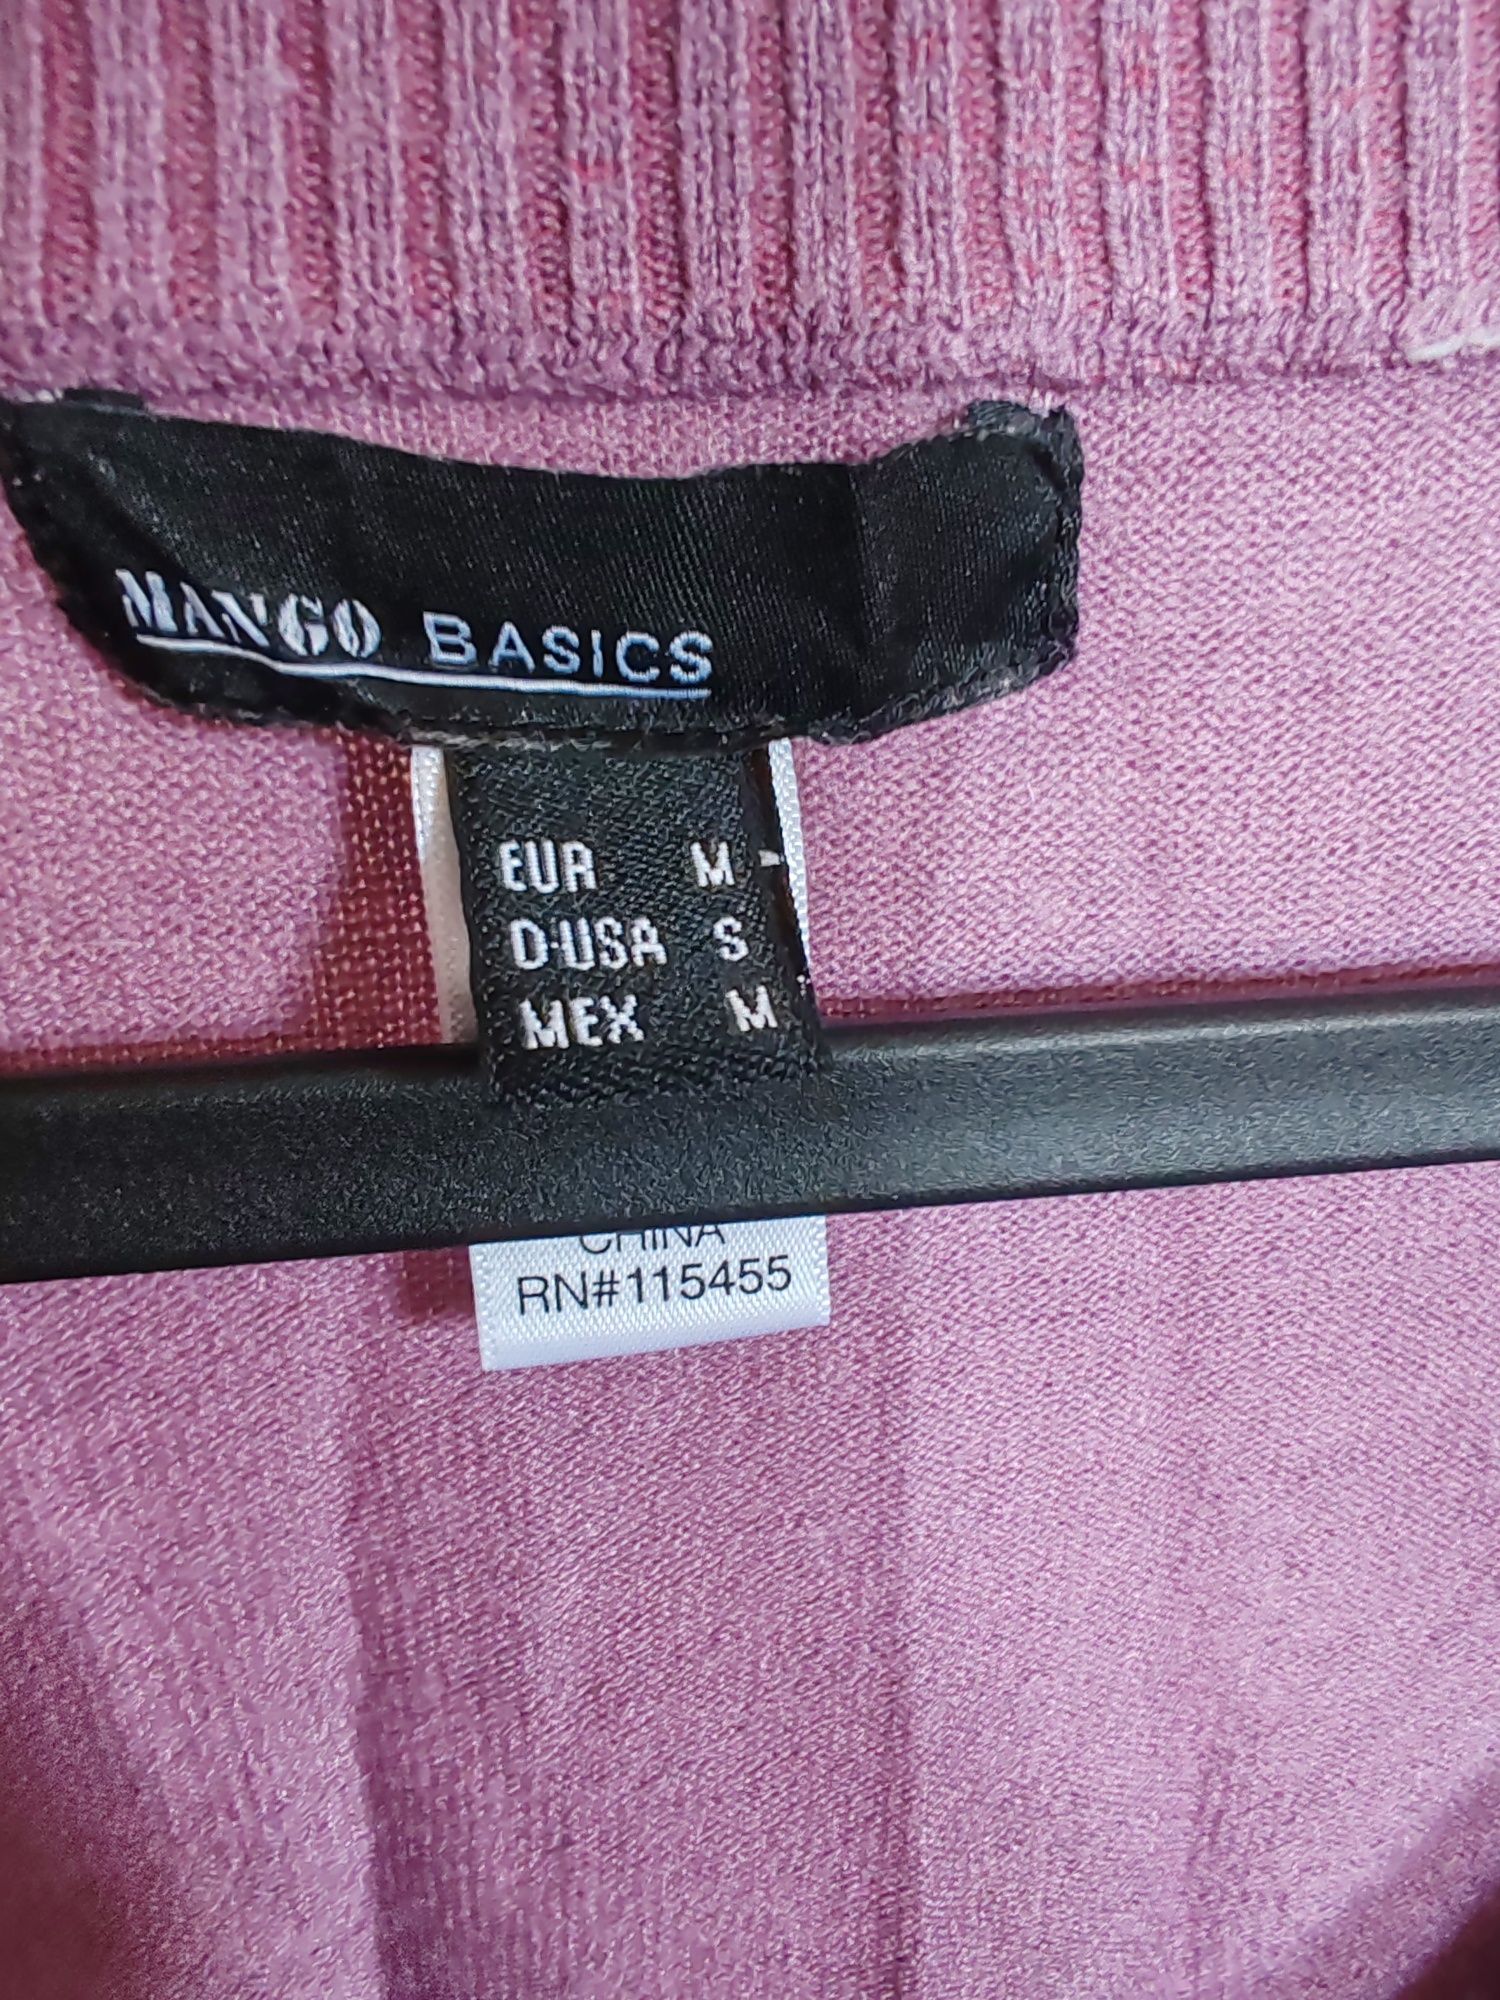 MANGO BASICS
EUR M
D·USA S
MEX M
CHINA
RN#115455